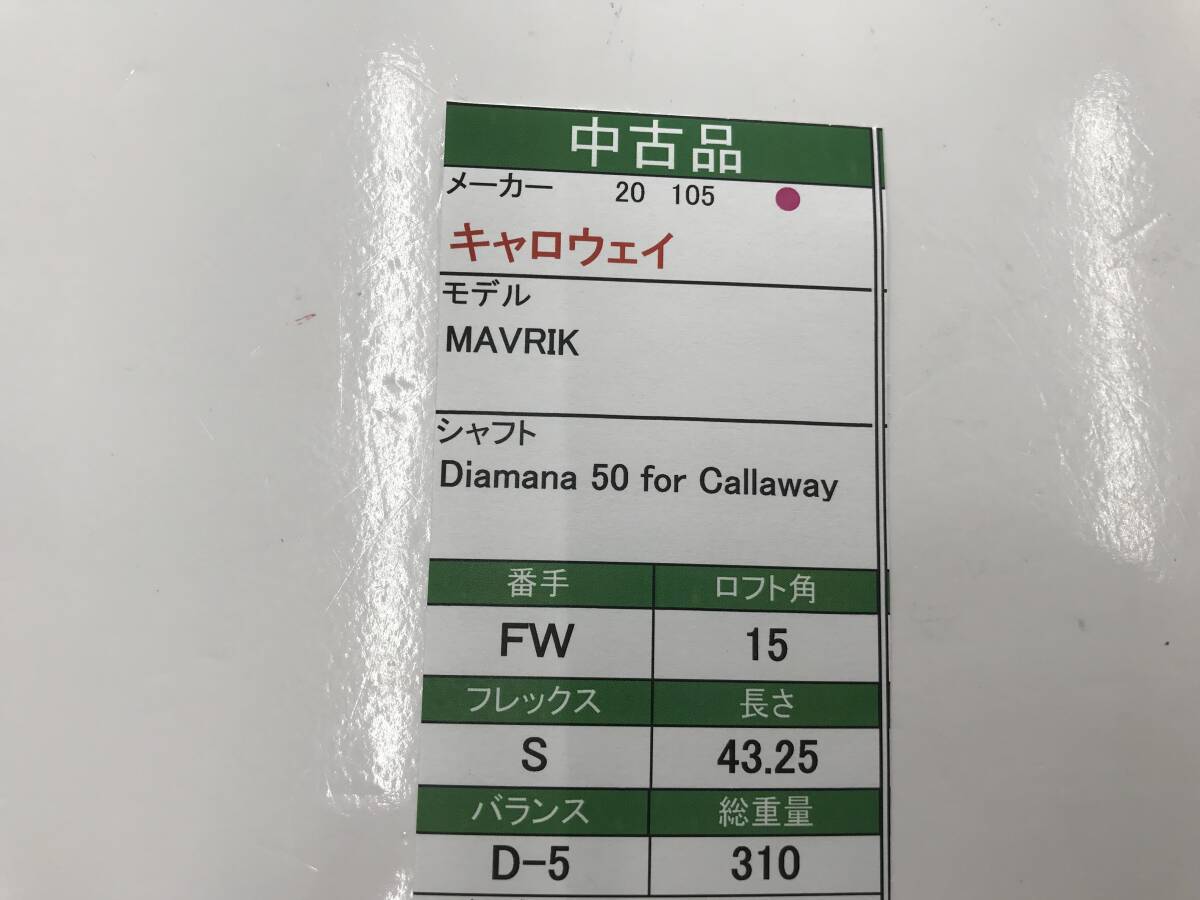 中古品
メーカー 20 105
キャロウェイ
モデル
MAVRIK
シャフト
Diamana 50 for Callaway
番手 ロフト角
FW 15
フレックス 長さ
S 43.25
バランス 総重量
D-5 310